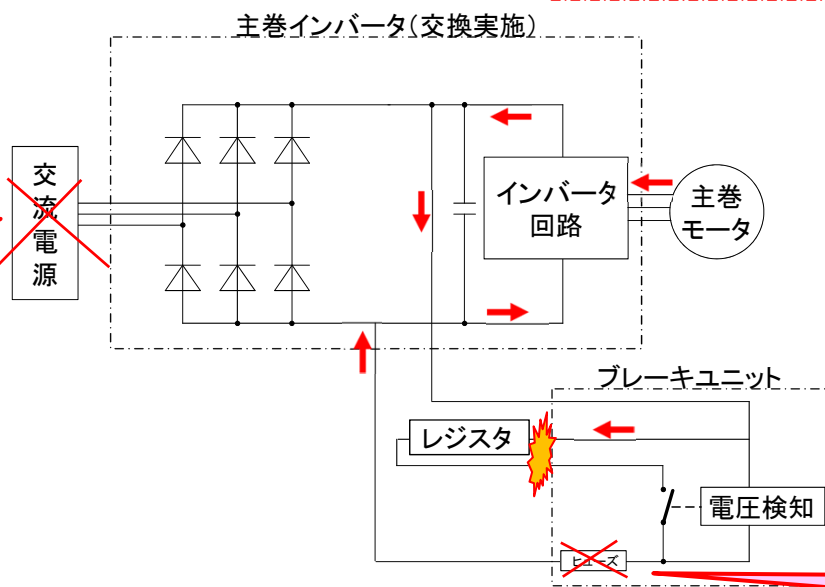 主巻インバータ(交換実施)
交流電源
インバータ
回路
主巻
モータ
ブレーキユニット
レジスタ
電圧検知
ヒューズ